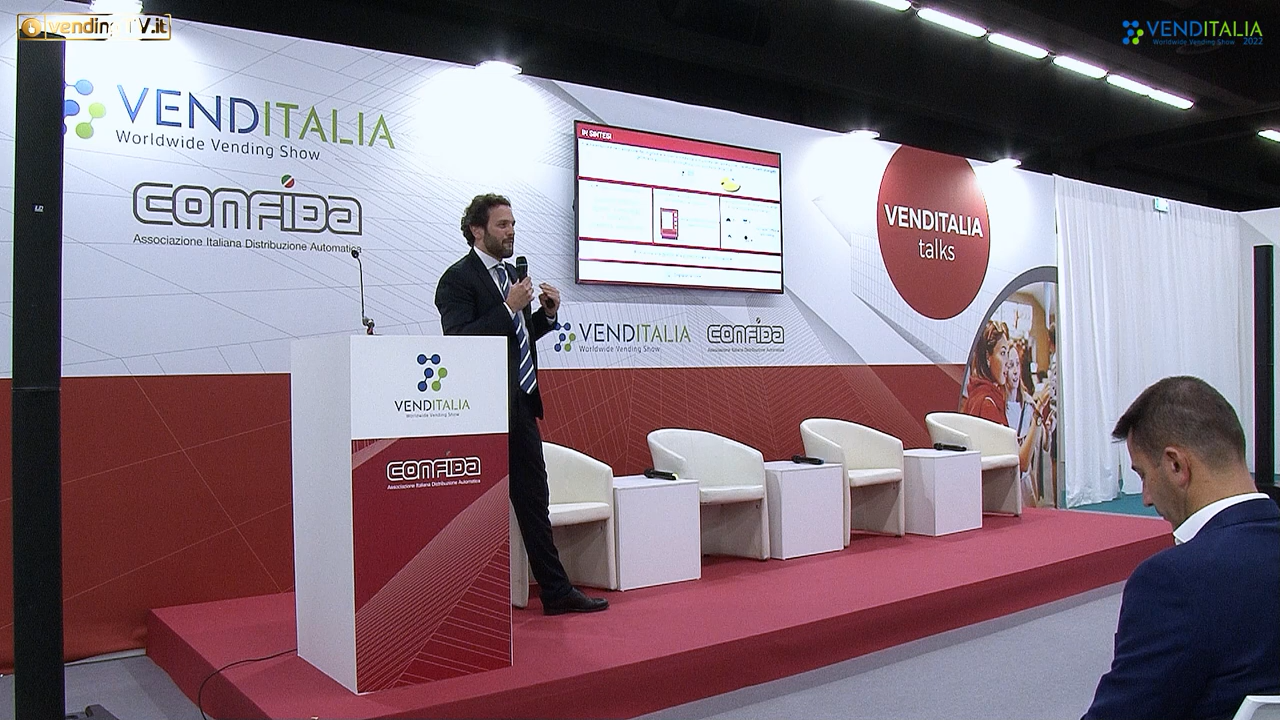 vendingTV.it
VENDITALIA
Worldwide Vending Show 2022
VENDITALIA
Worldwide Vending Show
CONFIDA
Associazione Italiana Distribuzione Automatica
IN SINTESI
VENDITALIA
talks
VENDITALIA
Worldwide Vending Show
CONFIDA
Associazione Italiana Distribuzione Automatica
VENDITALIA
Worldwide Vending Show
CONFIDA
Associazione Italiana Distribuzione Automatica